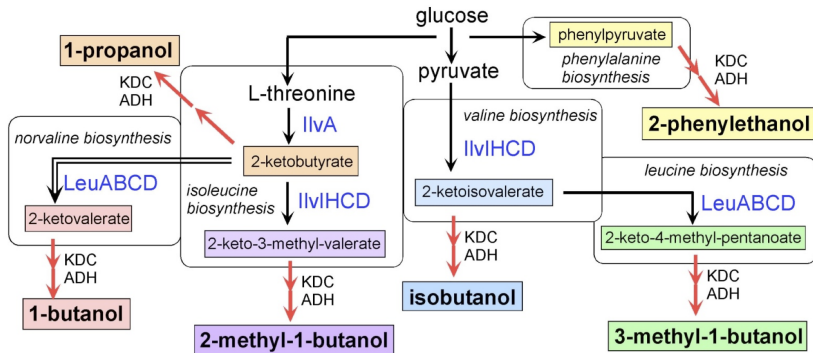 glucose
1-propanol
phenylpyruvate
KDC
ADH
phenylalanine
biosynthesis
KDC
ADH
pyruvate
L-threonine
2-phenylethanol
IlvA
norvaline biosynthesis
valine biosynthesis
IlvIHCD
2-ketobutyrate
leucine biosynthesis
LeuABCD
isoleucine
biosynthesis
IlvIHCD
2-ketoisovalerate
LeuABCD
2-ketovalerate
2-keto-3-methyl-valerate
2-keto-4-methyl-pentanoate
KDC
ADH
KDC
ADH
KDC
ADH
KDC
ADH
1-butanol
2-methyl-1-butanol
isobutanol
3-methyl-1-butanol